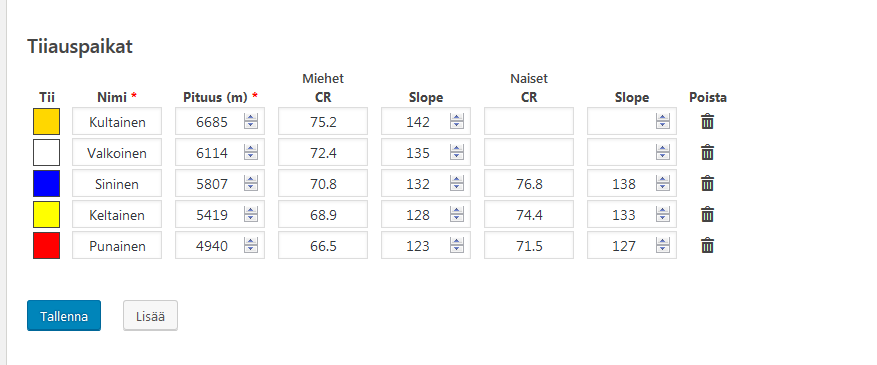 Tiiauspaikat
Miehet Naiset
Tii Nimi * Pituus (m) * CR Slope CR Slope Poista
Kultainen 6685 75.2 142
Valkoinen 6114 72.4 135
Sininen 5807 70.8 132 76.8 138
Keltainen 5419 68.9 128 74.4 133
Punainen 4940 66.5 123 71.5 127
Tallenna Lisää